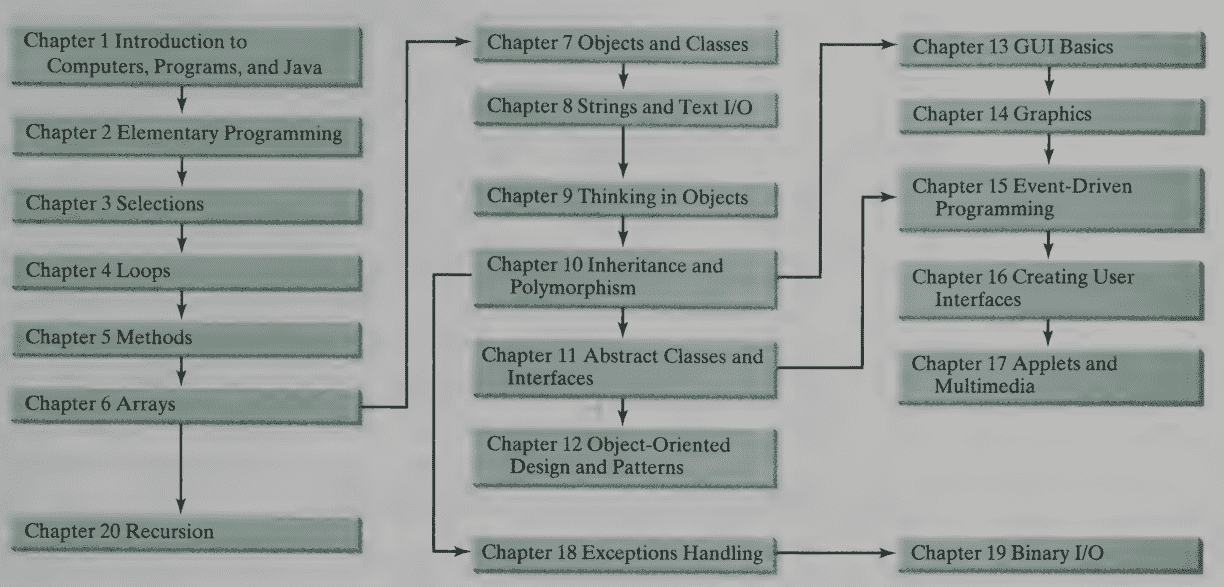 Chapter 1 Introduction to
Computers, Programs, and Java
Chapter 2 Elementary Programming
Chapter 3 Selections
Chapter 4 Loops
Chapter 5 Methods
Chapter 6 Arrays
Chapter 20 Recursion
Chapter 7 Objects and Classes
Chapter 8 Strings and Text I/O
Chapter 9 Thinking in Objects
Chapter 10 Inheritance and
Polymorphism
Chapter 11 Abstract Classes and
Interfaces
Chapter 12 Object-Oriented
Design and Patterns
Chapter 18 Exceptions Handling
Chapter 13 GUI Basics
Chapter 14 Graphics
Chapter 15 Event-Driven
Programming
Chapter 16 Creating User
Interfaces
Chapter 17 Applets and
Multimedia
Chapter 19 Binary I/O